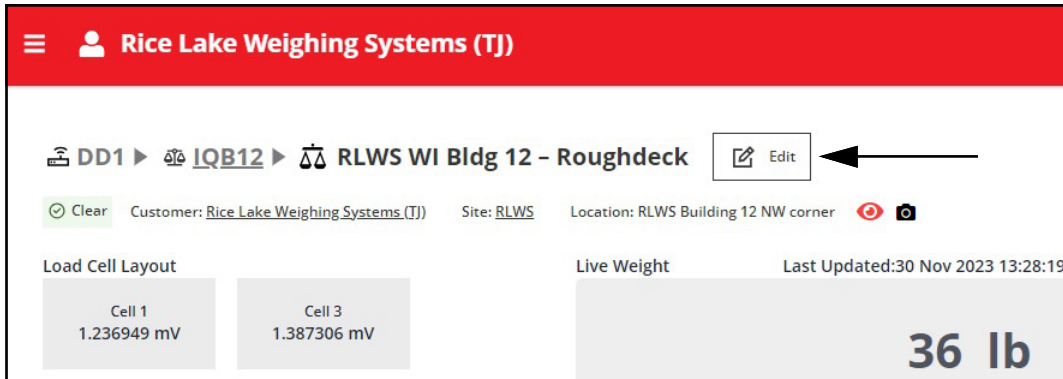 Rice Lake Weighing Systems (TJ)
DD1 IQB12 RLWS WI Bldg 12 – Roughdeck Edit
Clear Customer: Rice Lake Weighing Systems (TJ) Site: RLWS Location: RLWS Building 12 NW corner
Load Cell Layout
Cell 1
1.236949 mV
Cell 3
1.387306 mV
Live Weight Last Updated:30 Nov 2023 13:28:19
36 lb